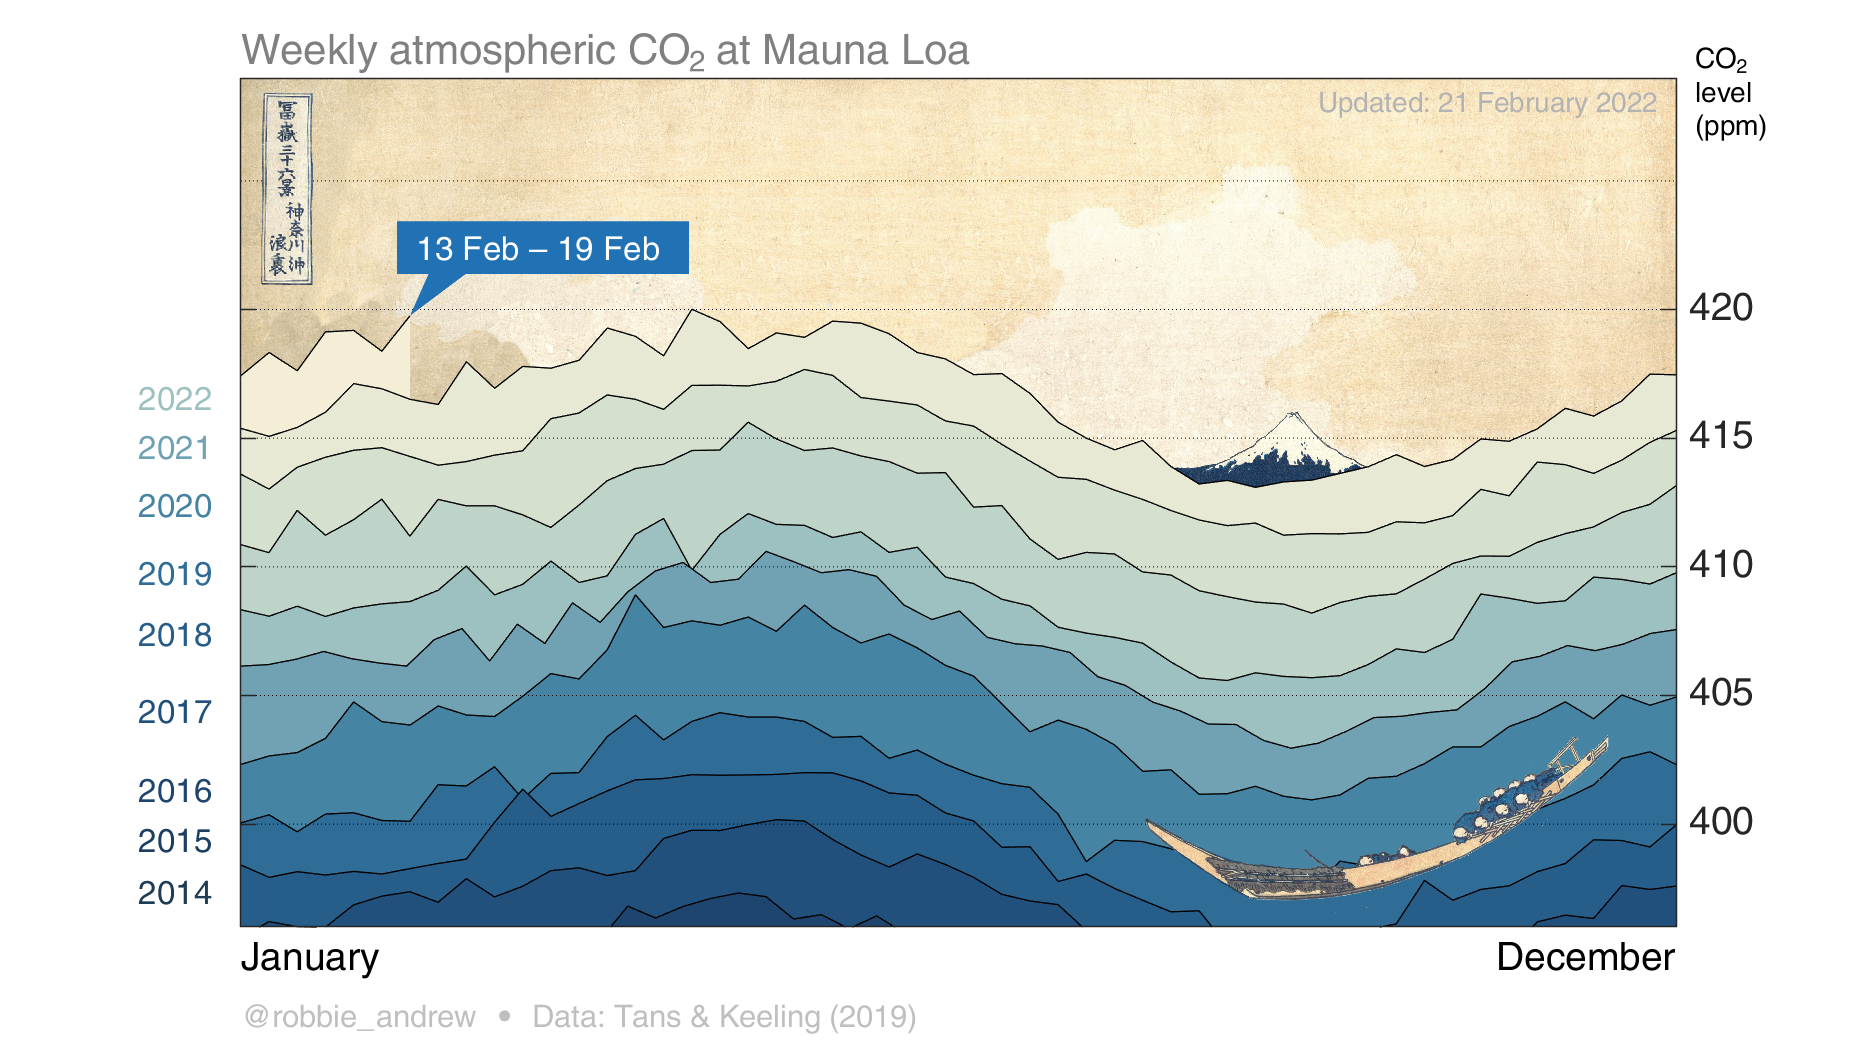 Weekly atmospheric CO₂ at Mauna Loa
CO₂
level
(ppm)
Updated: 21 February 2022
冨嶽三十六景
神奈川沖
浪裏
13 Feb – 19 Feb
420
415
410
405
400
2022
2021
2020
2019
2018
2017
2016
2015
2014
January
December
@robbie_andrew • Data: Tans & Keeling (2019)